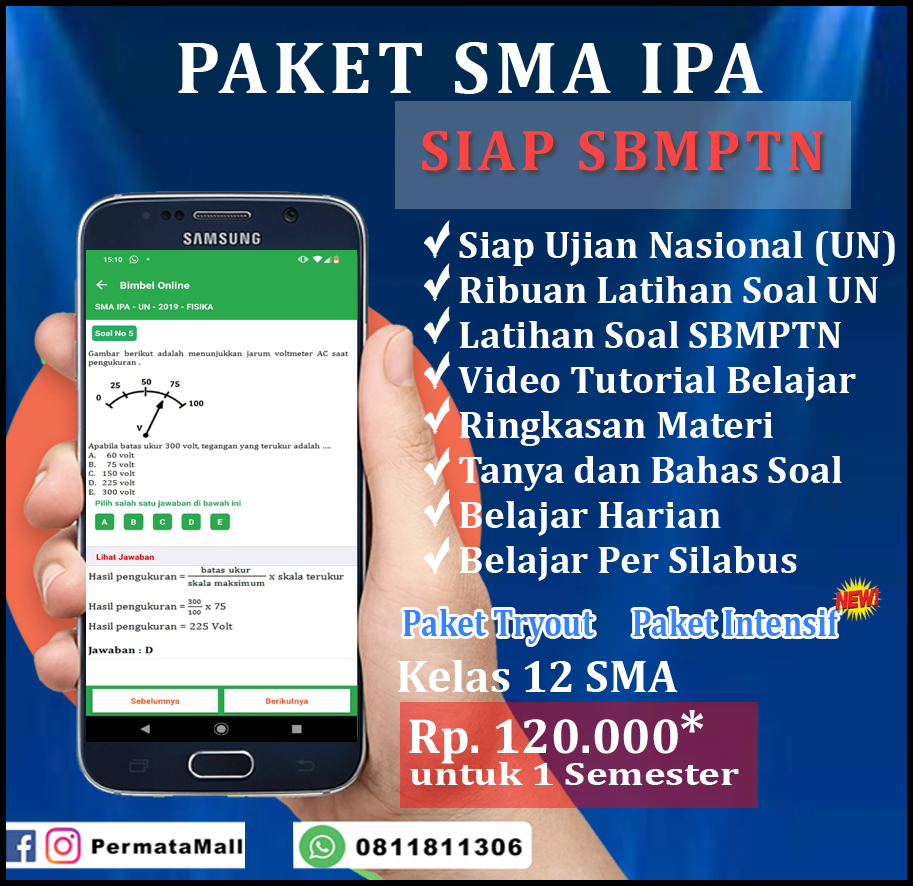 PAKET SMA IPA
SIAP SBMPTN
Siap Ujian Nasional (UN)
Ribuan Latihan Soal UN
Latihan Soal SBMPTN
Video Tutorial Belajar
Ringkasan Materi
Tanya dan Bahas Soal
Belajar Harian
Belajar Per Silabus
Paket Tryout Paket Intensif NEW!
Kelas 12 SMA
Rp. 120.000*
untuk 1 Semester
SAMSUNG
15:10
Bimbel Online
SMA IPA - UN - 2019 - FISIKA
Soal No 5
Gambar berikut adalah menunjukkan jarum voltmeter AC saat
pengukuran .
0 25 50 75 100
V
Apabila batas ukur 300 volt, tegangan yang terukur adalah ....
A. 60 volt
B. 75 volt
C. 150 volt
D. 225 volt
E. 300 volt
Pilih salah satu jawaban di bawah ini
A B C D E
Lihat Jawaban
Hasil pengukuran = batas ukur / skala maksimum x skala terukur
Hasil pengukuran = 300/100 x 75
Hasil pengukuran = 225 Volt
Jawaban : D
Sebelumnya Berikutnya
PermataMall
0811811306